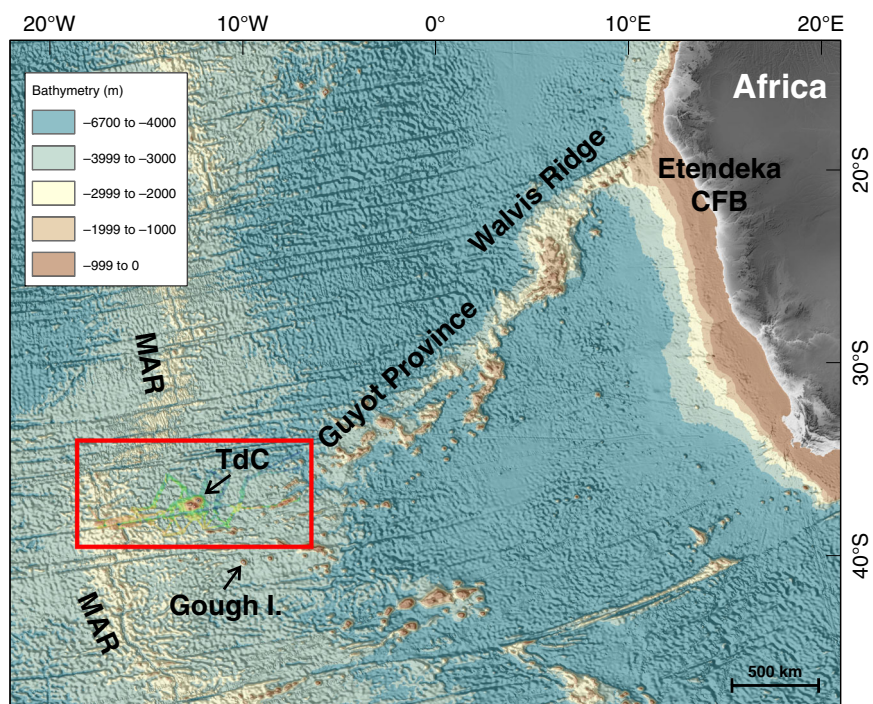 20°W 10°W 0° 10°E 20°E
Bathymetry (m)
–6700 to –4000
–3999 to –3000
–2999 to –2000
–1999 to –1000
–999 to 0
Africa
Etendeka
CFB
Walvis Ridge
20°S
Guyot Province
MAR
30°S
TdC
40°S
Gough I.
MAR
500 km